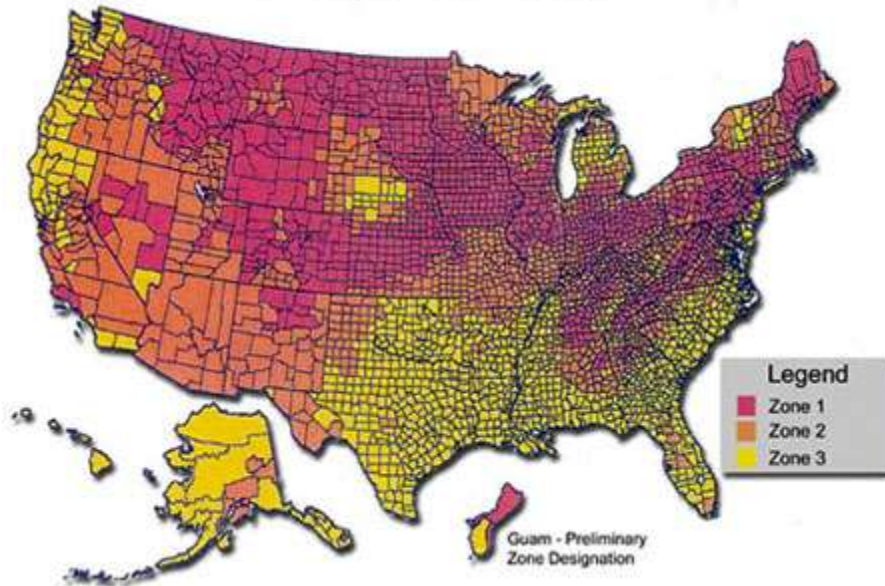 Legend
Zone 1
Zone 2
Zone 3
Guam - Preliminary
Zone Designation